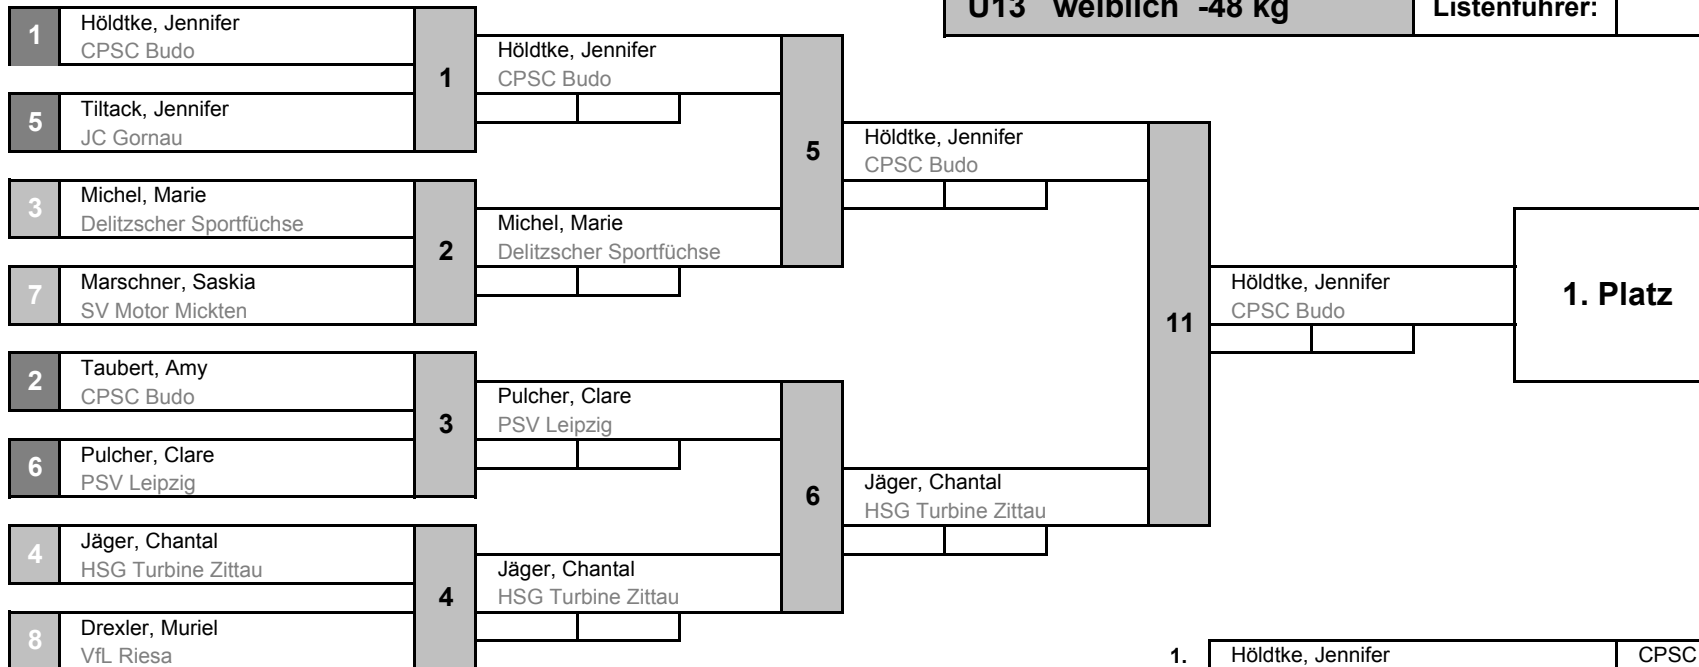 U13 weiblich -48 kg
Listenführer:
1
Höldtke, Jennifer
CPSC Budo
5
Tiltack, Jennifer
JC Gornau
1
3
Michel, Marie
Delitzscher Sportfüchse
7
Marschner, Saskia
SV Motor Mickten
2
2
Taubert, Amy
CPSC Budo
6
Pulcher, Clare
PSV Leipzig
3
4
Jäger, Chantal
HSG Turbine Zittau
8
Drexler, Muriel
VfL Riesa
4
Höldtke, Jennifer
CPSC Budo
Michel, Marie
Delitzscher Sportfüchse
5
Pulcher, Clare
PSV Leipzig
Jäger, Chantal
HSG Turbine Zittau
6
Höldtke, Jennifer
CPSC Budo
Jäger, Chantal
HSG Turbine Zittau
11
Höldtke, Jennifer
CPSC Budo
1. Platz
1. Höldtke, Jennifer CPSC